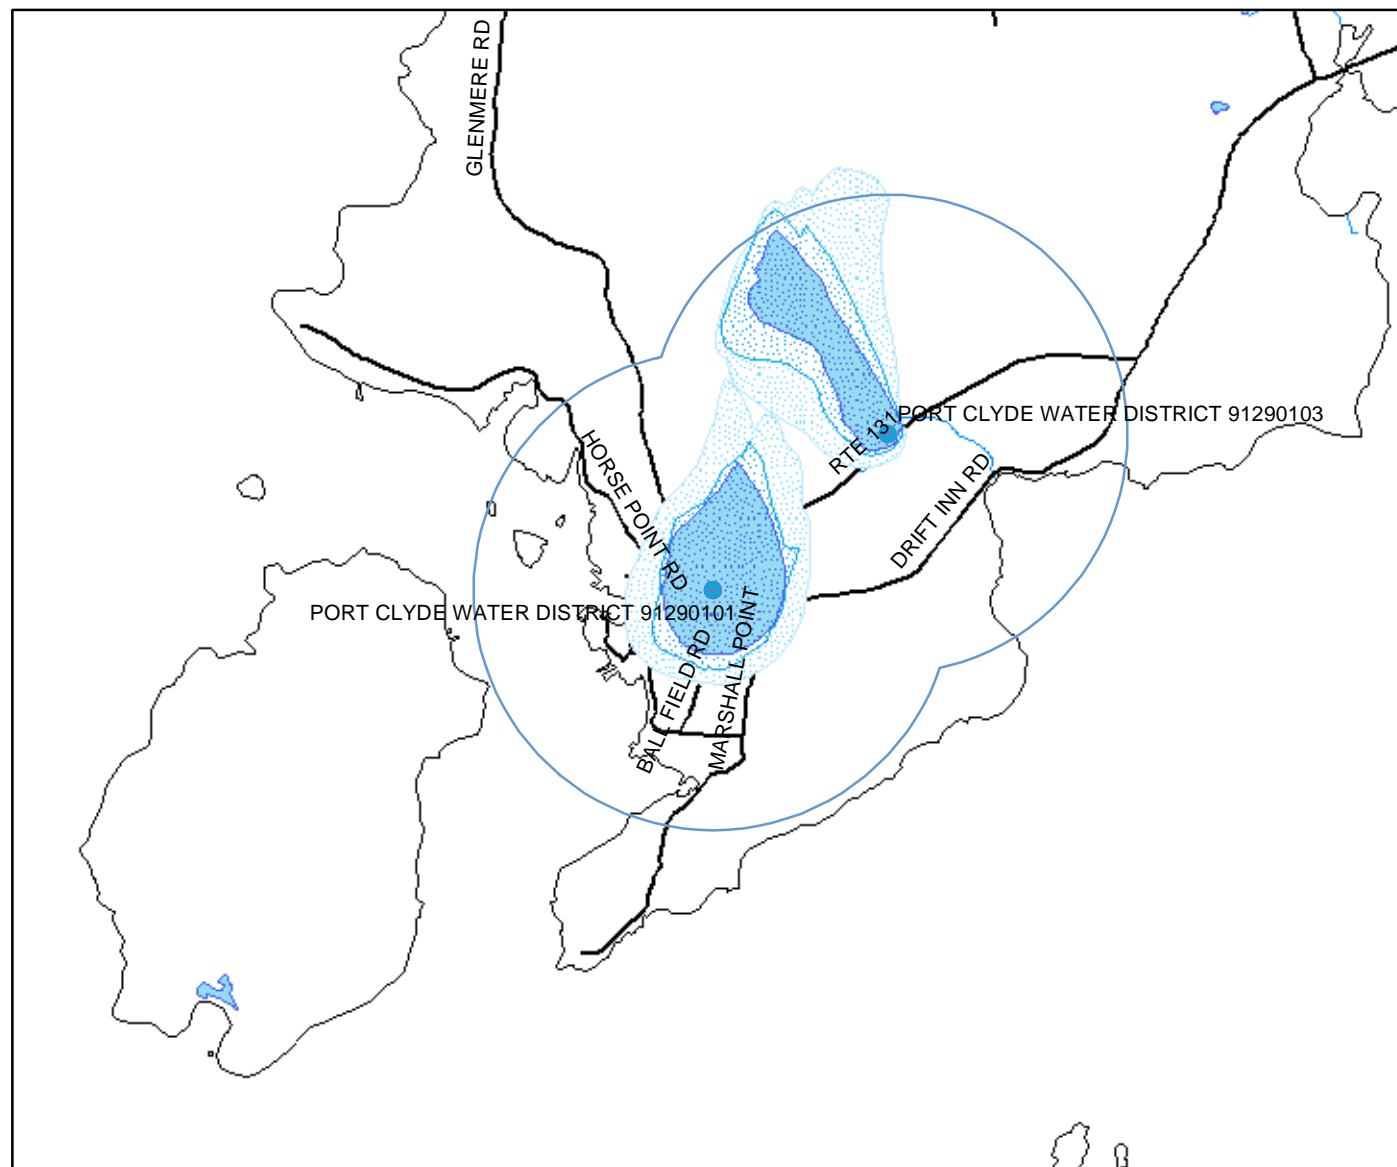 GLENMERE RD
PORT CLYDE WATER DISTRICT 91290103
RTE 131
HORSE POINT RD
DRIFT INN RD
PORT CLYDE WATER DISTRICT 91290101
BALL FIELD RD
MARSHALL POINT